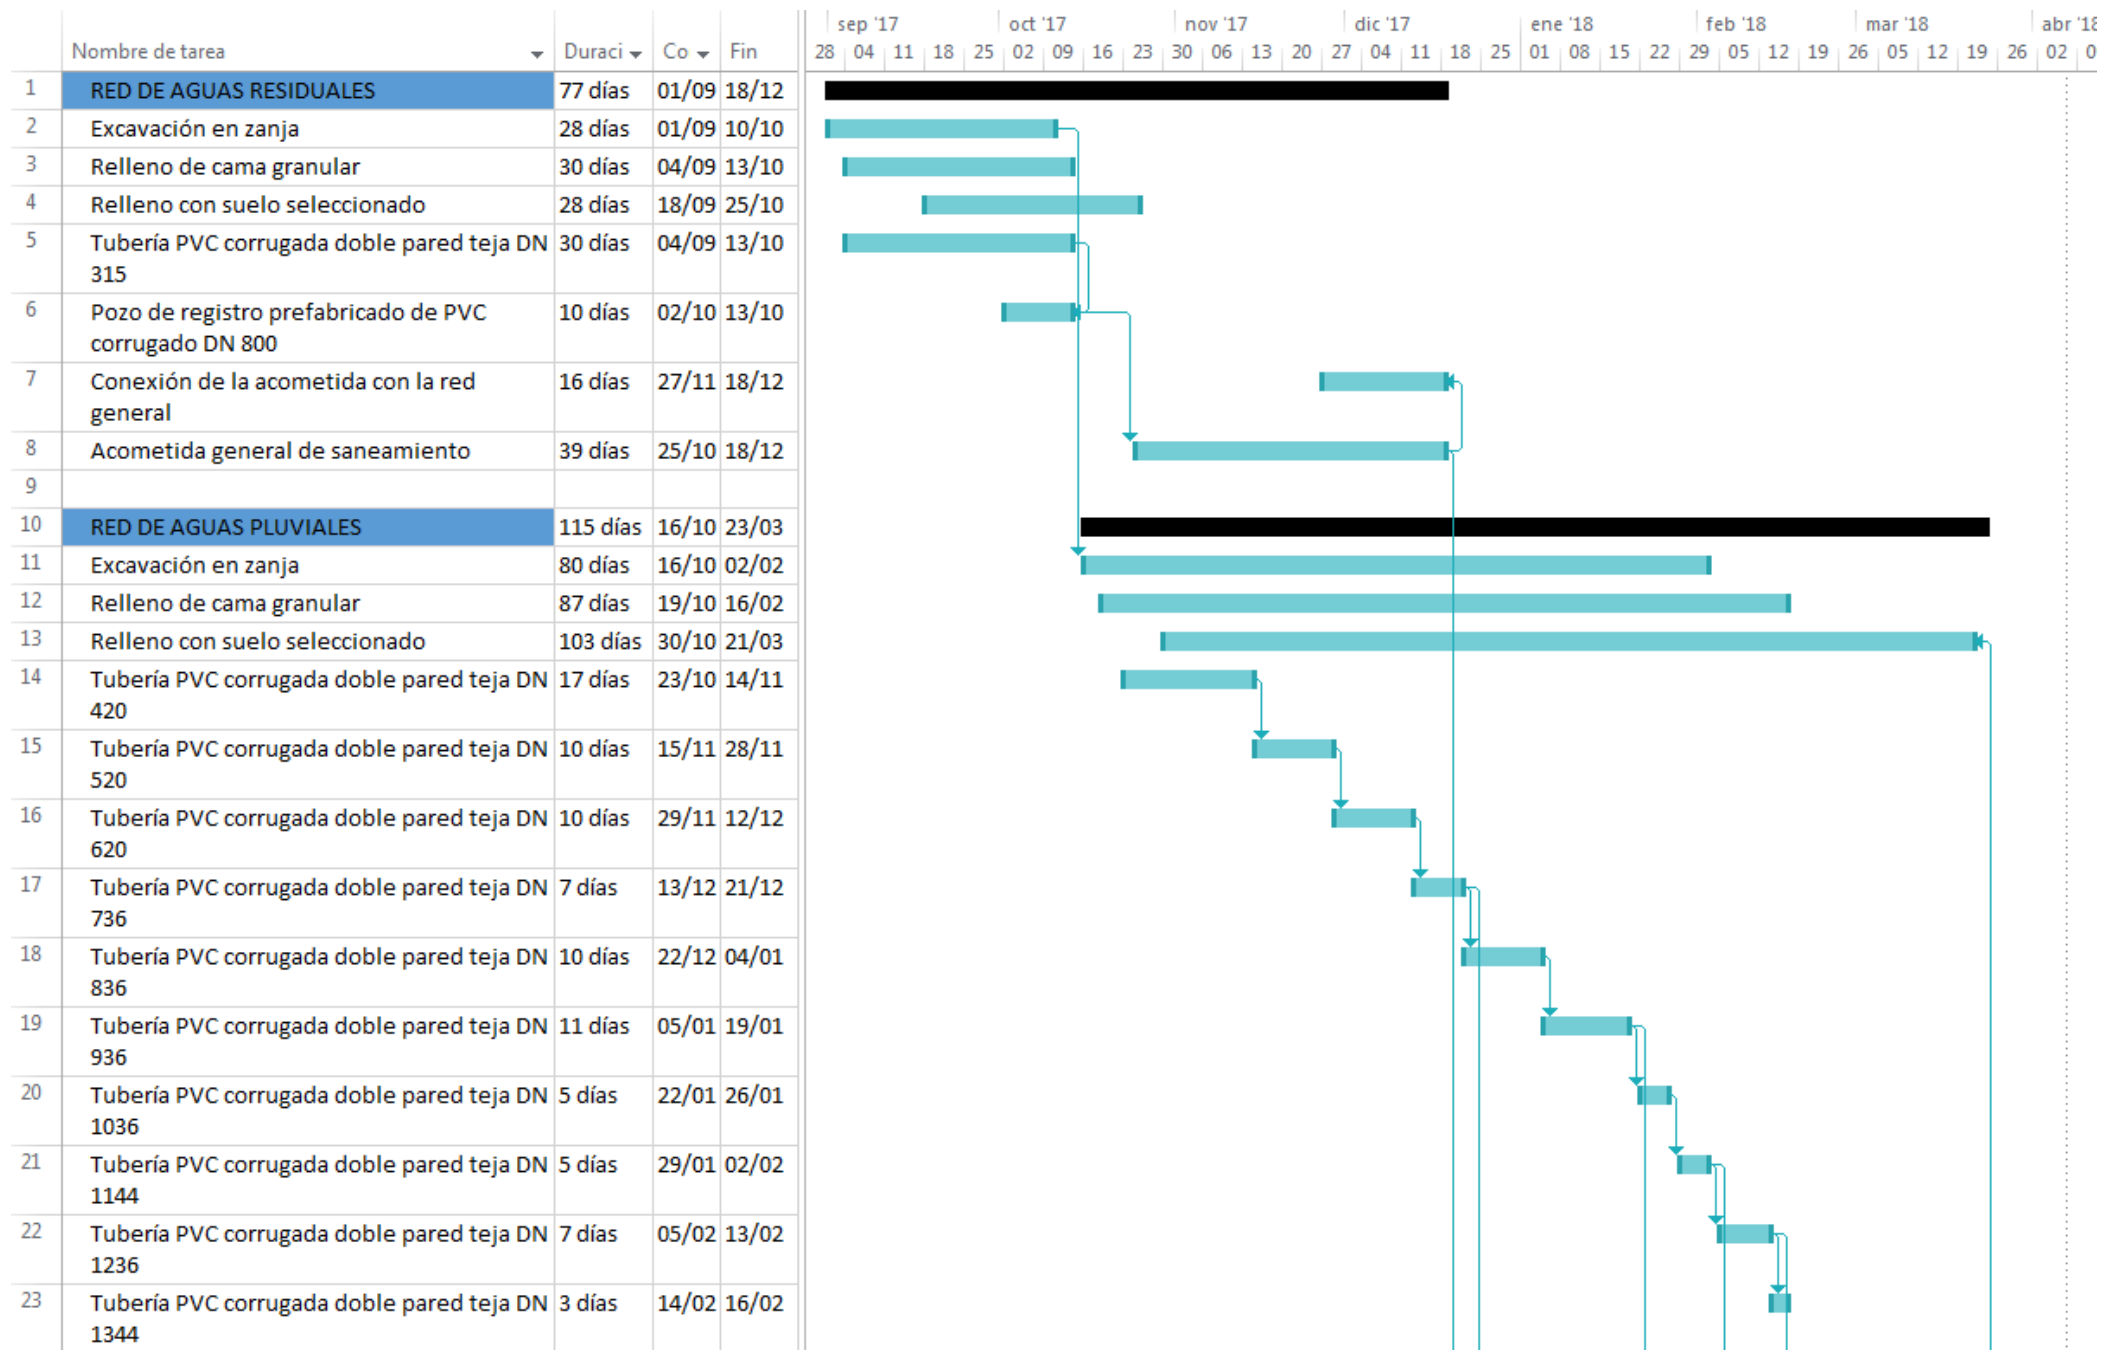 sep '17 oct '17 nov '17 dic '17 ene '18 feb '18 mar '18 abr '18
Nombre de tarea Duraci Co Fin 28 04 11 18 25 02 09 16 23 30 06 13 20 27 04 11 18 25 01 08 15 22 29 05 12 19 26 05 12 19 26 02
1 RED DE AGUAS RESIDUALES 77 días 01/09 18/12
2 Excavación en zanja 28 días 01/09 10/10
3 Relleno de cama granular 30 días 04/09 13/10
4 Relleno con suelo seleccionado 28 días 18/09 25/10
5 Tubería PVC corrugada doble pared teja DN 30 días 04/09 13/10
315
6 Pozo de registro prefabricado de PVC 10 días 02/10 13/10
corrugado DN 800
7 Conexión de la acometida con la red 16 días 27/11 18/12
general
8 Acometida general de saneamiento 39 días 25/10 18/12
9
10 RED DE AGUAS PLUVIALES 115 días 16/10 23/03
11 Excavación en zanja 80 días 16/10 02/02
12 Relleno de cama granular 87 días 19/10 16/02
13 Relleno con suelo seleccionado 103 días 30/10 21/03
14 Tubería PVC corrugada doble pared teja DN 17 días 23/10 14/11
420
15 Tubería PVC corrugada doble pared teja DN 10 días 15/11 28/11
520
16 Tubería PVC corrugada doble pared teja DN 10 días 29/11 12/12
620
17 Tubería PVC corrugada doble pared teja DN 7 días 13/12 21/12
736
18 Tubería PVC corrugada doble pared teja DN 10 días 22/12 04/01
836
19 Tubería PVC corrugada doble pared teja DN 11 días 05/01 19/01
936
20 Tubería PVC corrugada doble pared teja DN 5 días 22/01 26/01
1036
21 Tubería PVC corrugada doble pared teja DN 5 días 29/01 02/02
1144
22 Tubería PVC corrugada doble pared teja DN 7 días 05/02 13/02
1236
23 Tubería PVC corrugada doble pared teja DN 3 días 14/02 16/02
1344